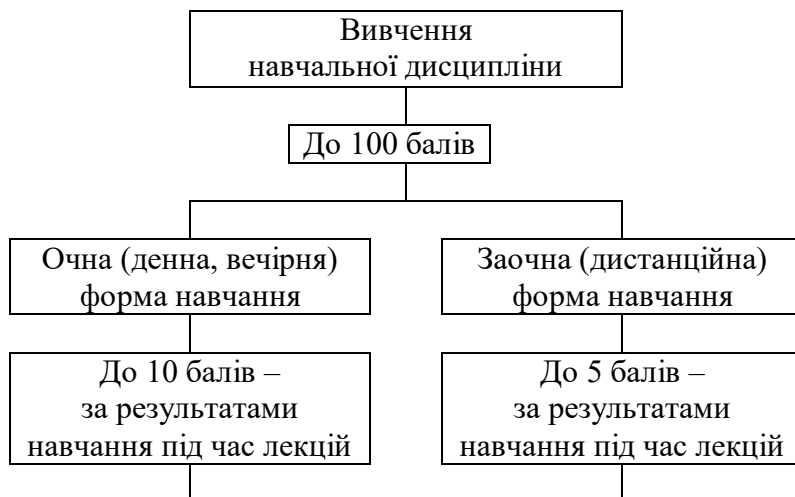 Вивчення
навчальної дисципліни
До 100 балів
Очна (денна, вечірня)
форма навчання
Заочна (дистанційна)
форма навчання
До 10 балів –
за результатами
навчання під час лекцій
До 5 балів –
за результатами
навчання під час лекцій